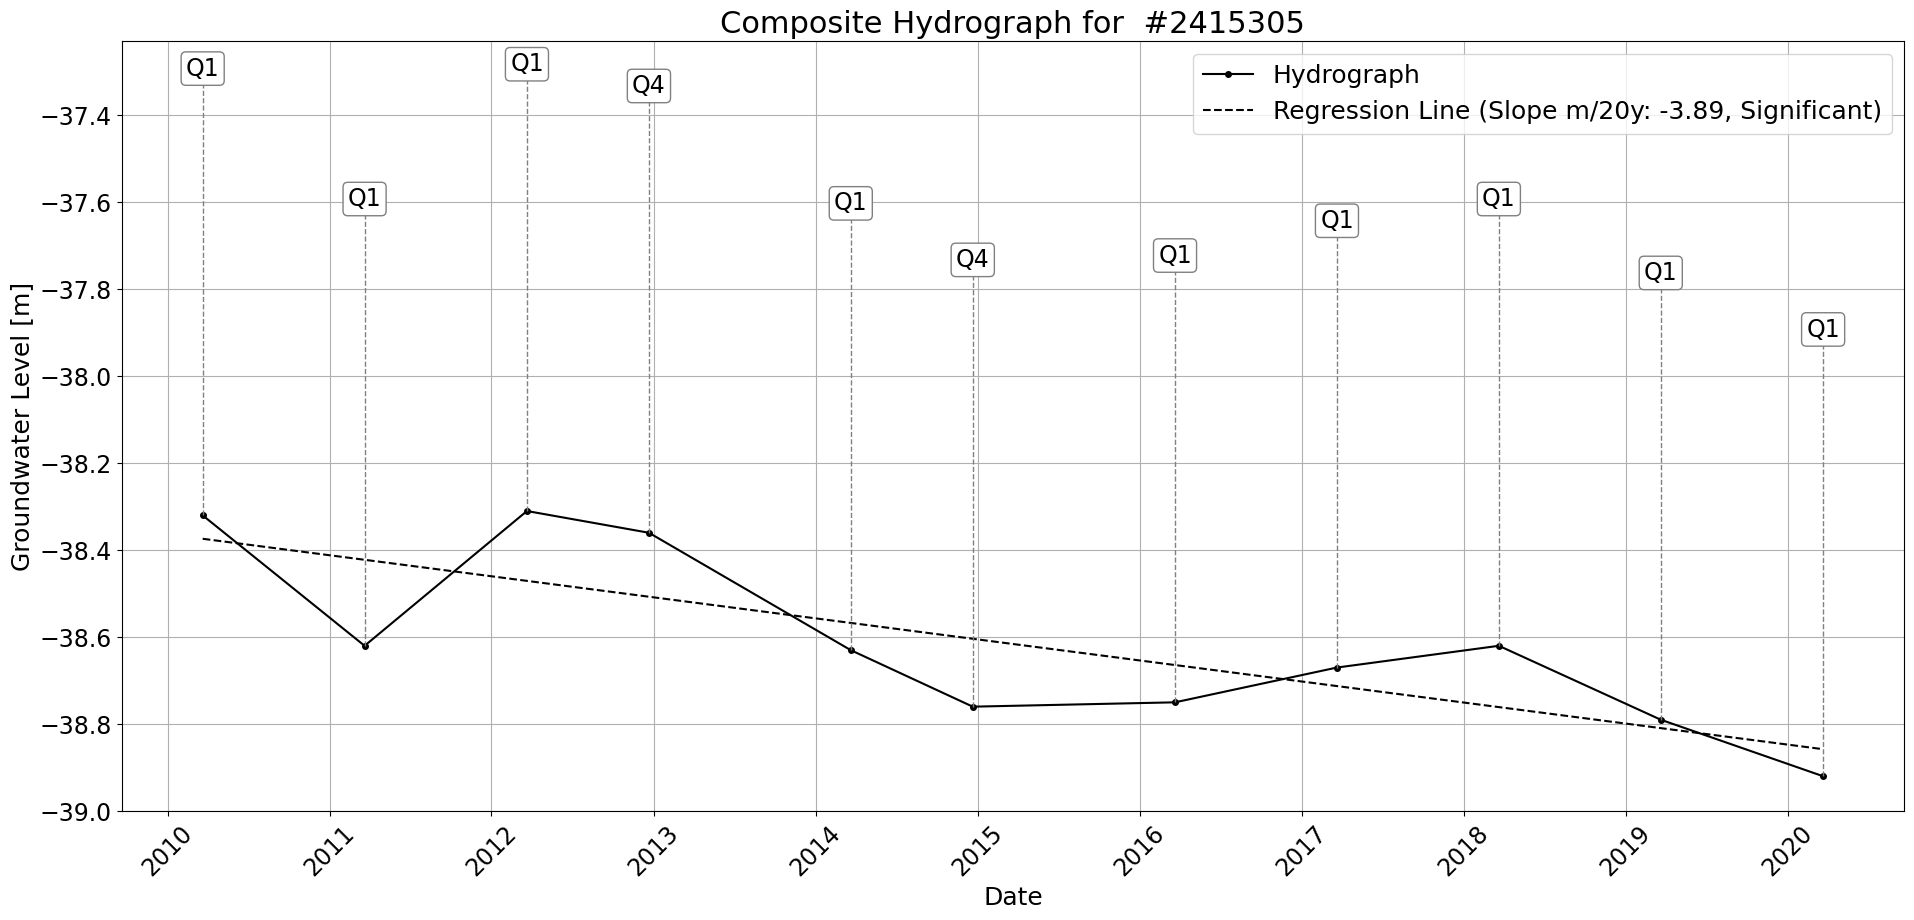 Composite Hydrograph for  #2415305
Hydrograph
Regression Line (Slope m/20y: -3.89, Significant)
Q1
Q1
Q1
Q4
Q1
Q4
Q1
Q1
Q1
Q1
Q1
Groundwater Level [m]
−37.4
−37.6
−37.8
−38.0
−38.2
−38.4
−38.6
−38.8
−39.0
2010
2011
2012
2013
2014
2015
2016
2017
2018
2019
2020
Date